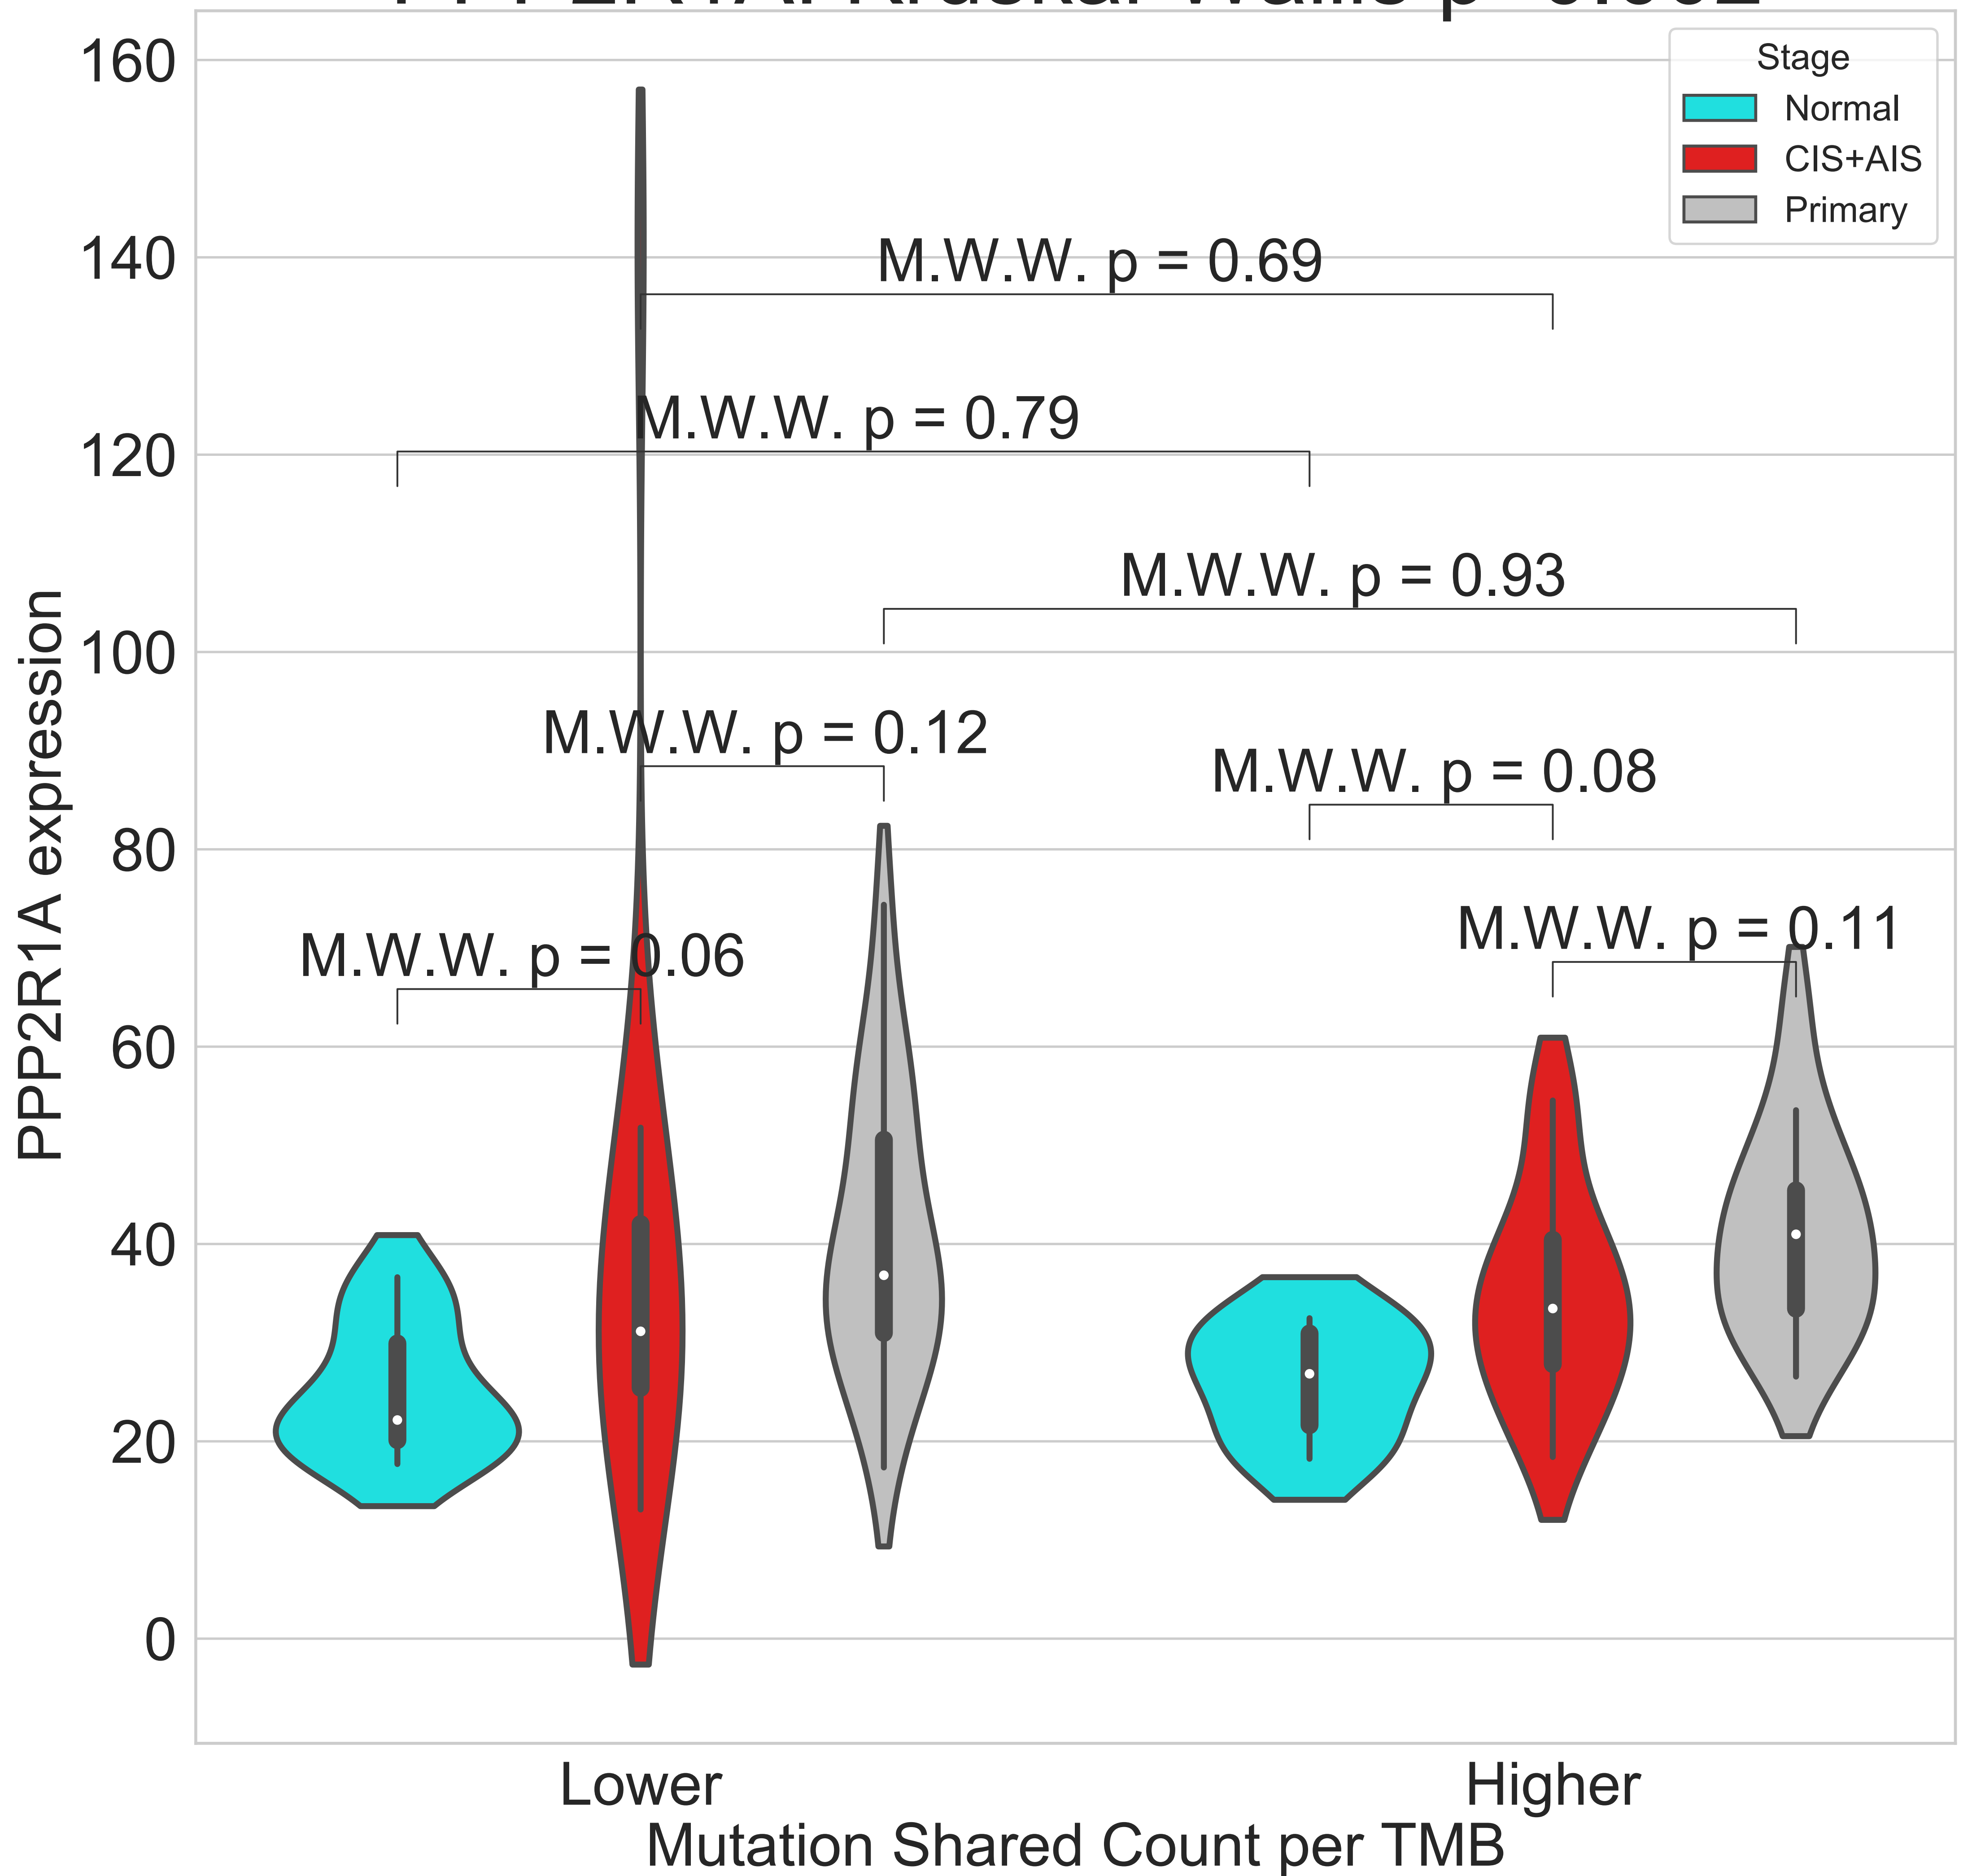 Stage
Normal
CIS+AIS
Primary
160
140
120
100
80
60
40
20
0
PPP2R1A expression
M.W.W. p = 0.69
M.W.W. p = 0.79
M.W.W. p = 0.93
M.W.W. p = 0.12
M.W.W. p = 0.08
M.W.W. p = 0.06
M.W.W. p = 0.11
Lower
Higher
Mutation Shared Count per TMB